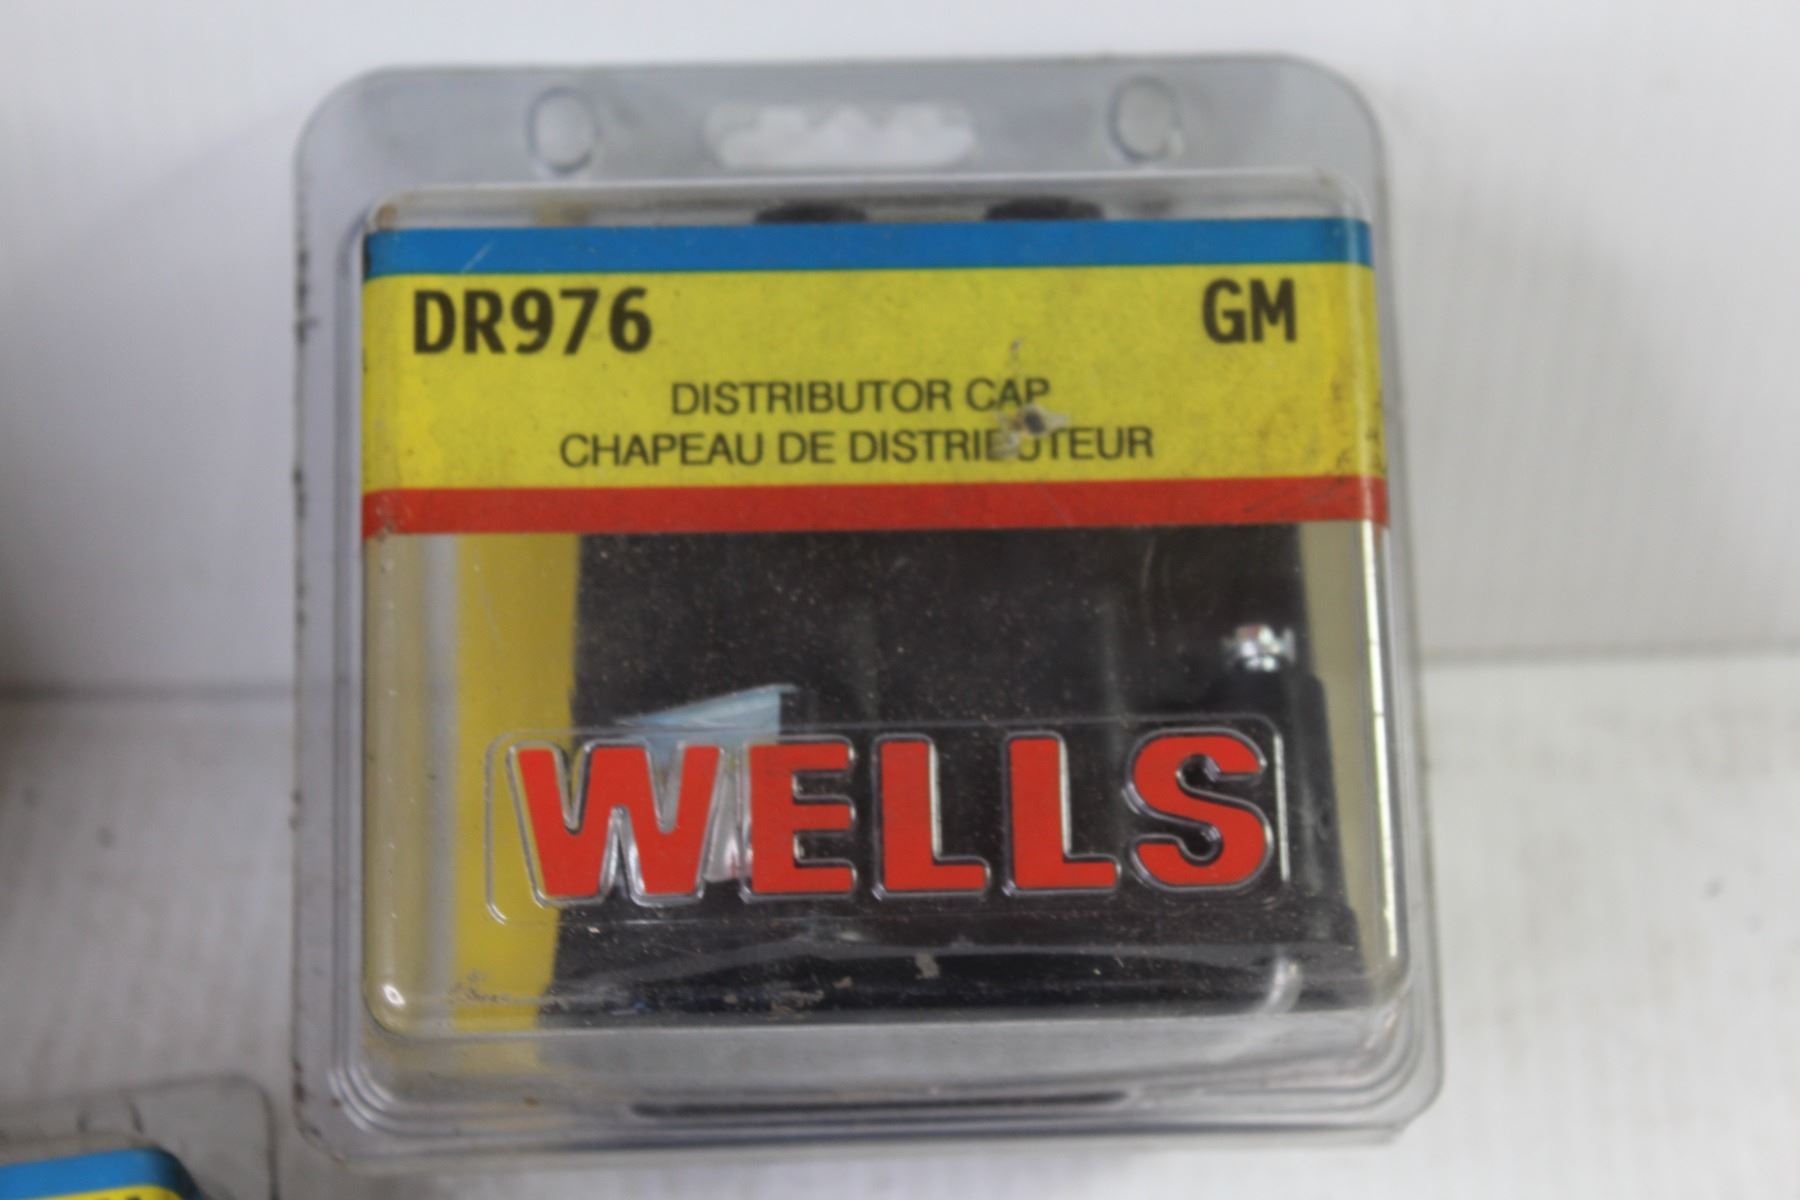 DR976 GM
DISTRIBUTOR CAP
CHAPEAU DE DISTRIBUTEUR
WELLS